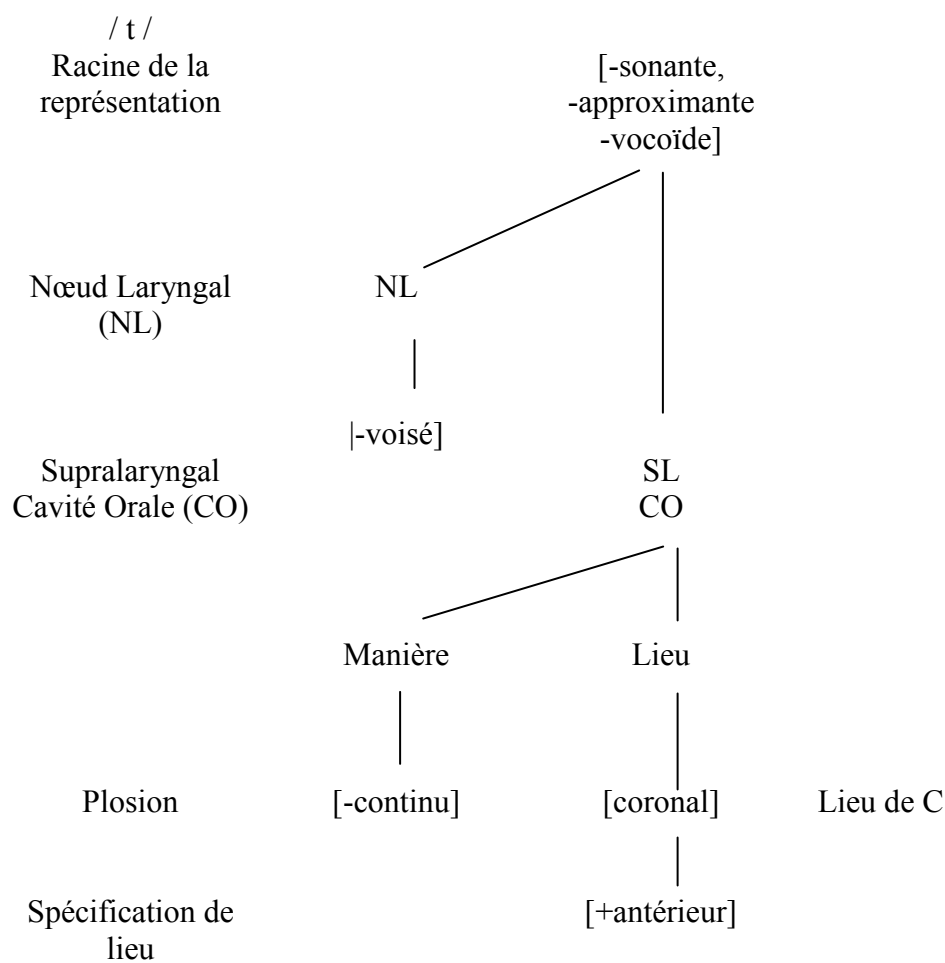 / t /
Racine de la
représentation
[-sonante,
-approximante
-vocoïde]
Nœud Laryngal
(NL)
NL
|-voisé]
Supralaryngal
Cavité Orale (CO)
SL
CO
Manière
Lieu
Plosion
[-continu]
[coronal]
Lieu de C
Spécification de
lieu
[+antérieur]